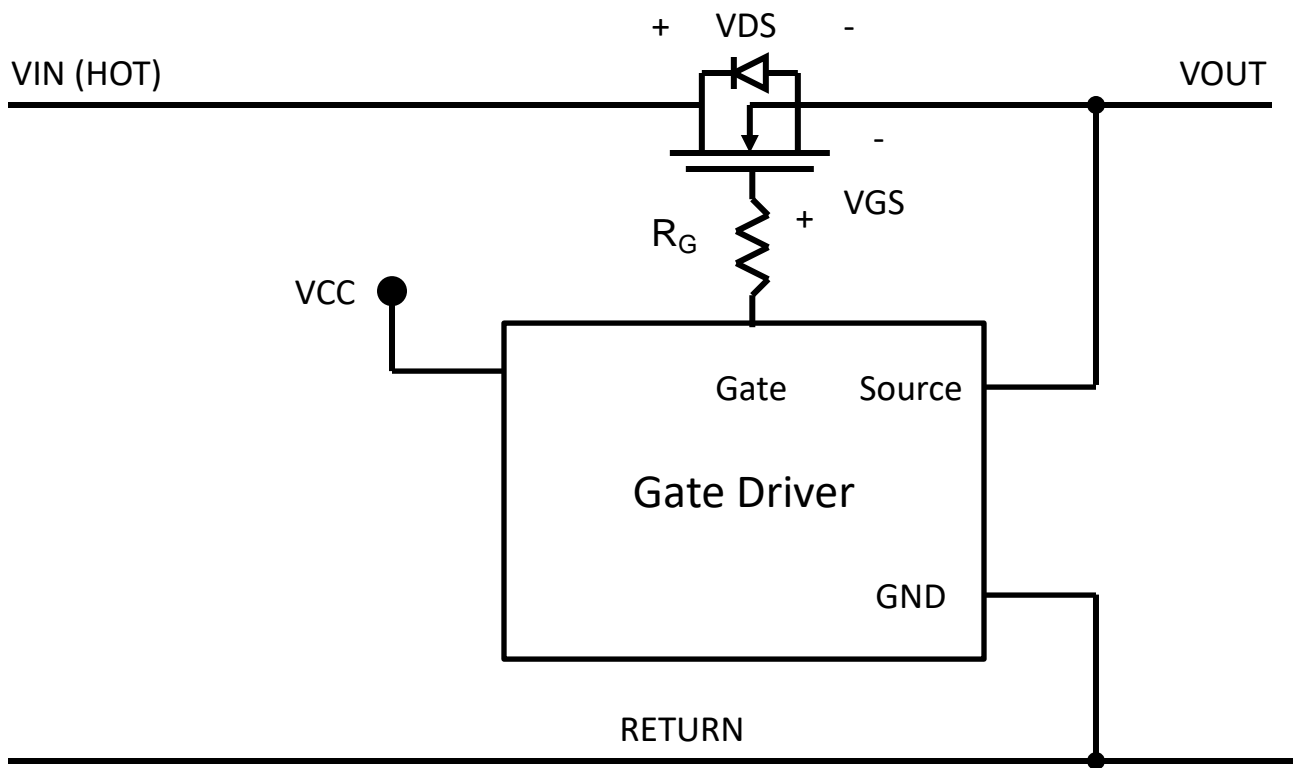 + VDS -
VIN (HOT)
VOUT
-
VGS
+
RG
VCC
Gate
Source
Gate Driver
GND
RETURN